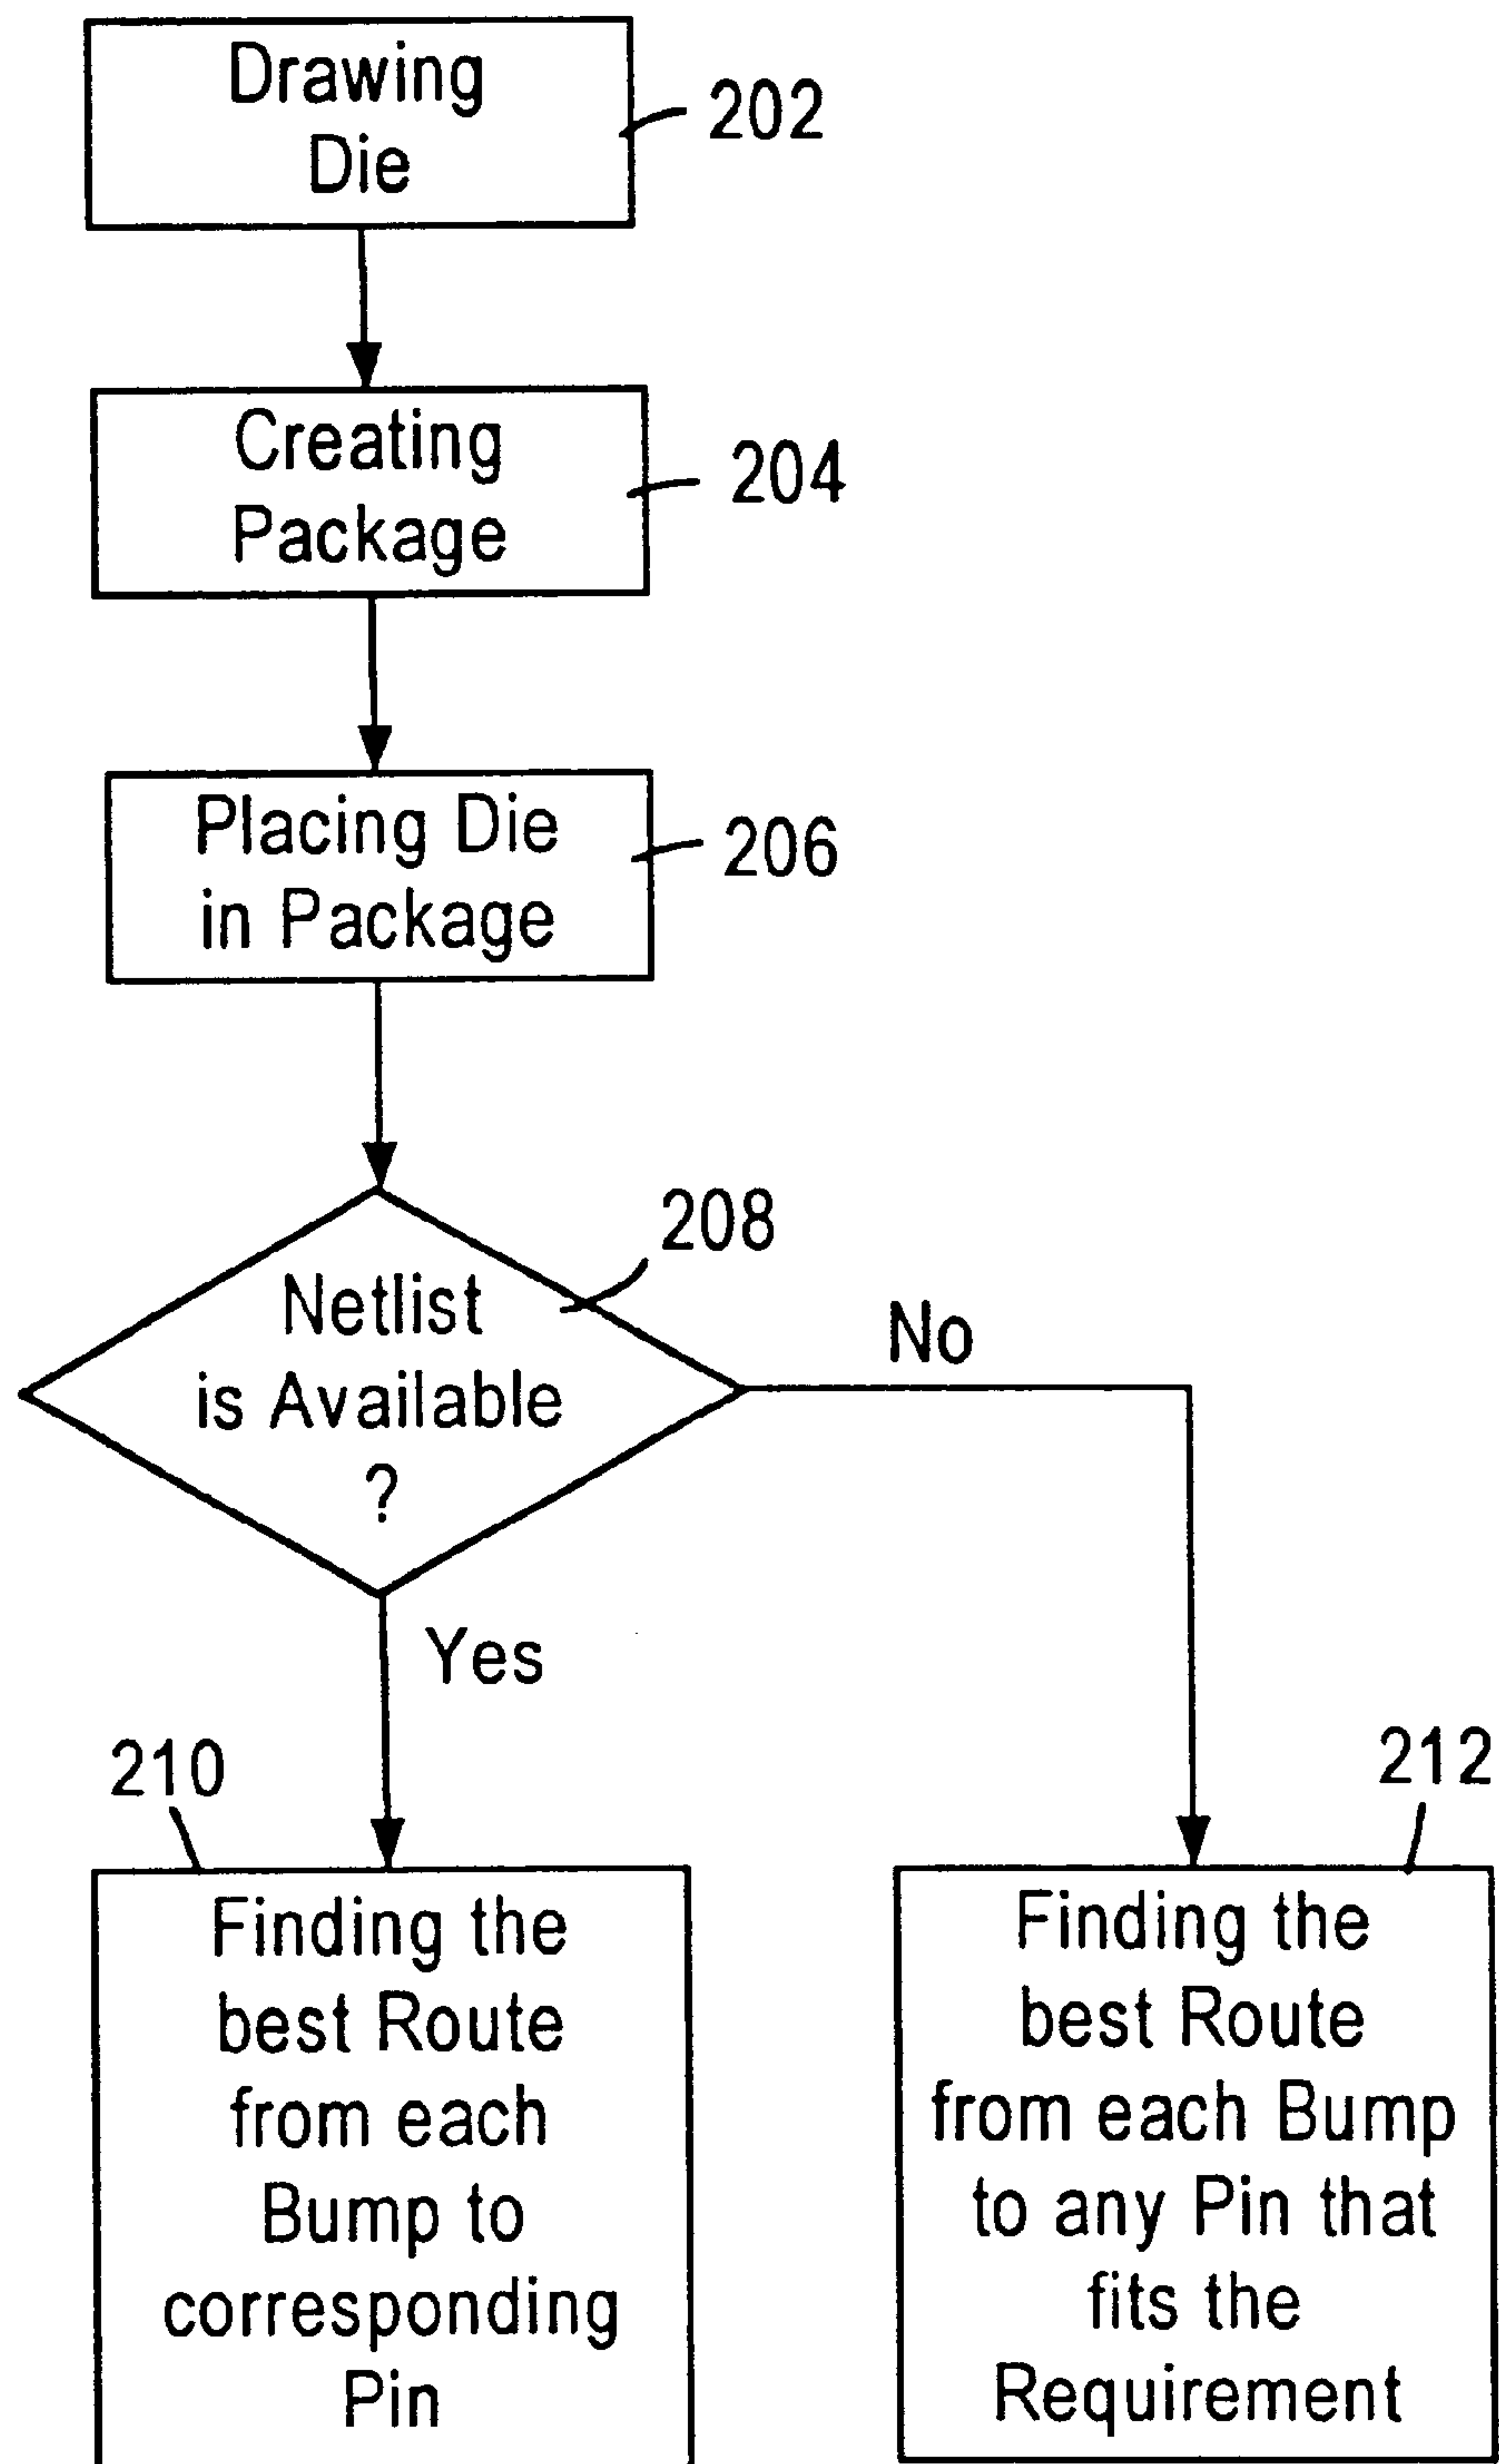 Drawing
Die
202
Creating
Package
204
Placing Die
in Package
206
208
Netlist
is Available
?
No
Yes
210
Finding the
best Route
from each
Bump to
corresponding
Pin
212
Finding the
best Route
from each Bump
to any Pin that
fits the
Requirement